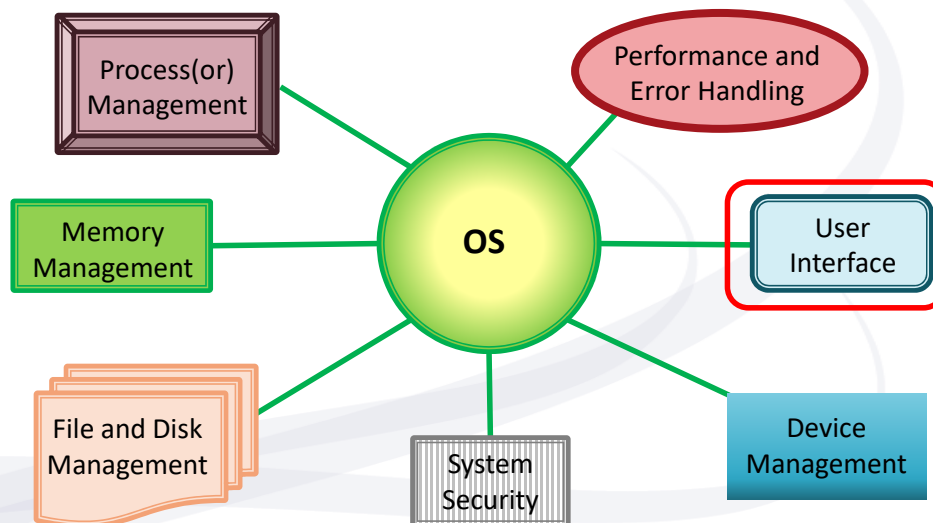 Process(or)
Management
Performance and
Error Handling
OS
Memory
Management
User
Interface
File and Disk
Management
System
Security
Device
Management